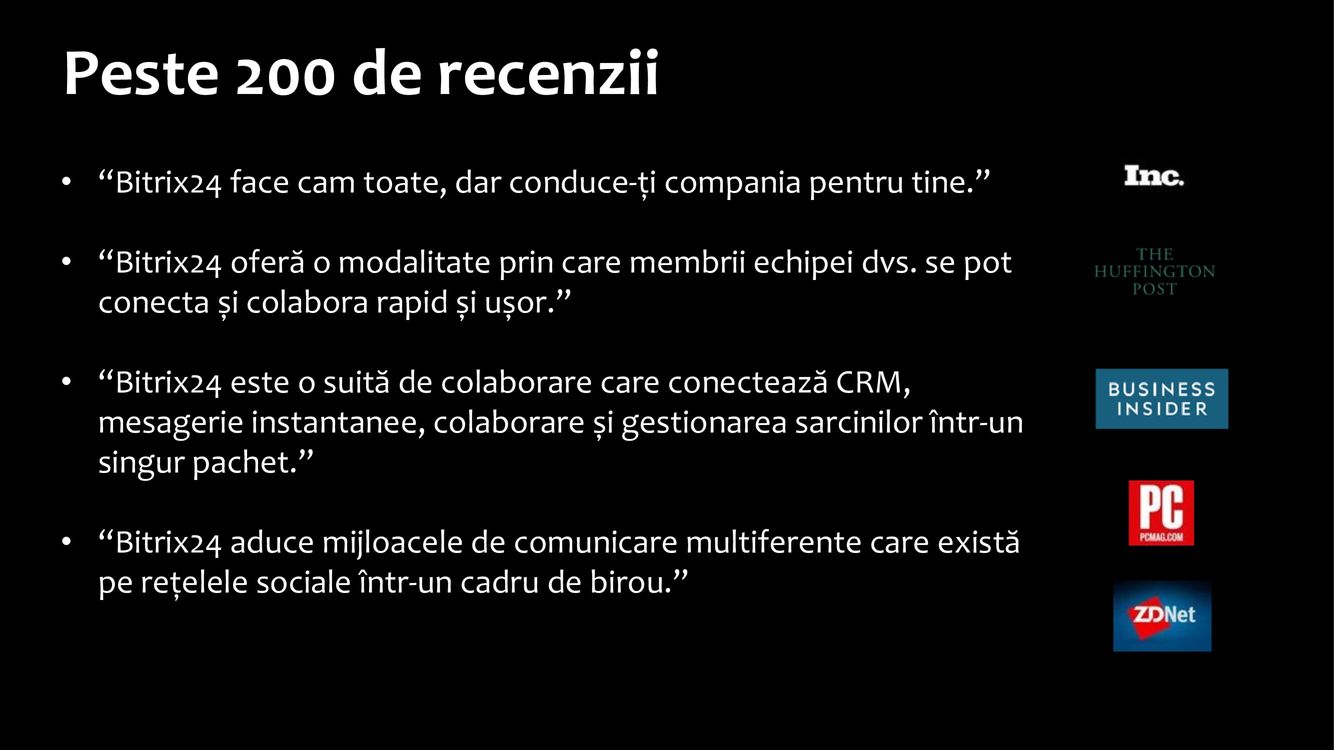 Peste 200 de recenzii
• “Bitrix24 face cam toate, dar conduce-ți compania pentru tine.”
• “Bitrix24 oferă o modalitate prin care membrii echipei dvs. se pot
conecta și colabora rapid și ușor.”
• “Bitrix24 este o suită de colaborare care conectează CRM,
mesagerie instantanee, colaborare și gestionarea sarcinilor într-un
singur pachet.”
• “Bitrix24 aduce mijloacele de comunicare multiferente care există
pe rețelele sociale într-un cadru de birou.”
Inc.
THE
HUFFINGTON
POST
BUSINESS
INSIDER
PC
PCMAG.COM
ZDNet